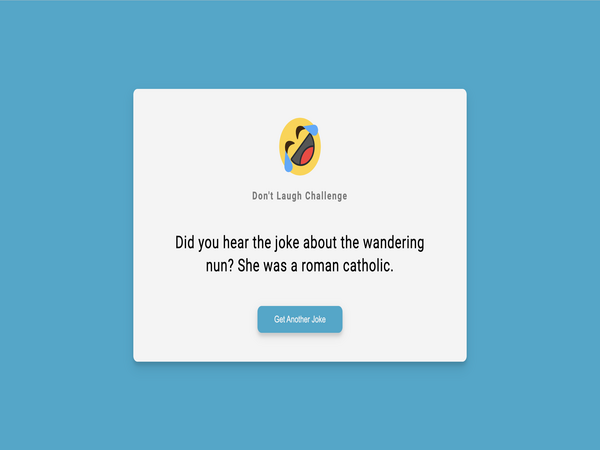 Don't Laugh Challenge
Did you hear the joke about the wandering
nun? She was a roman catholic.
Get Another Joke